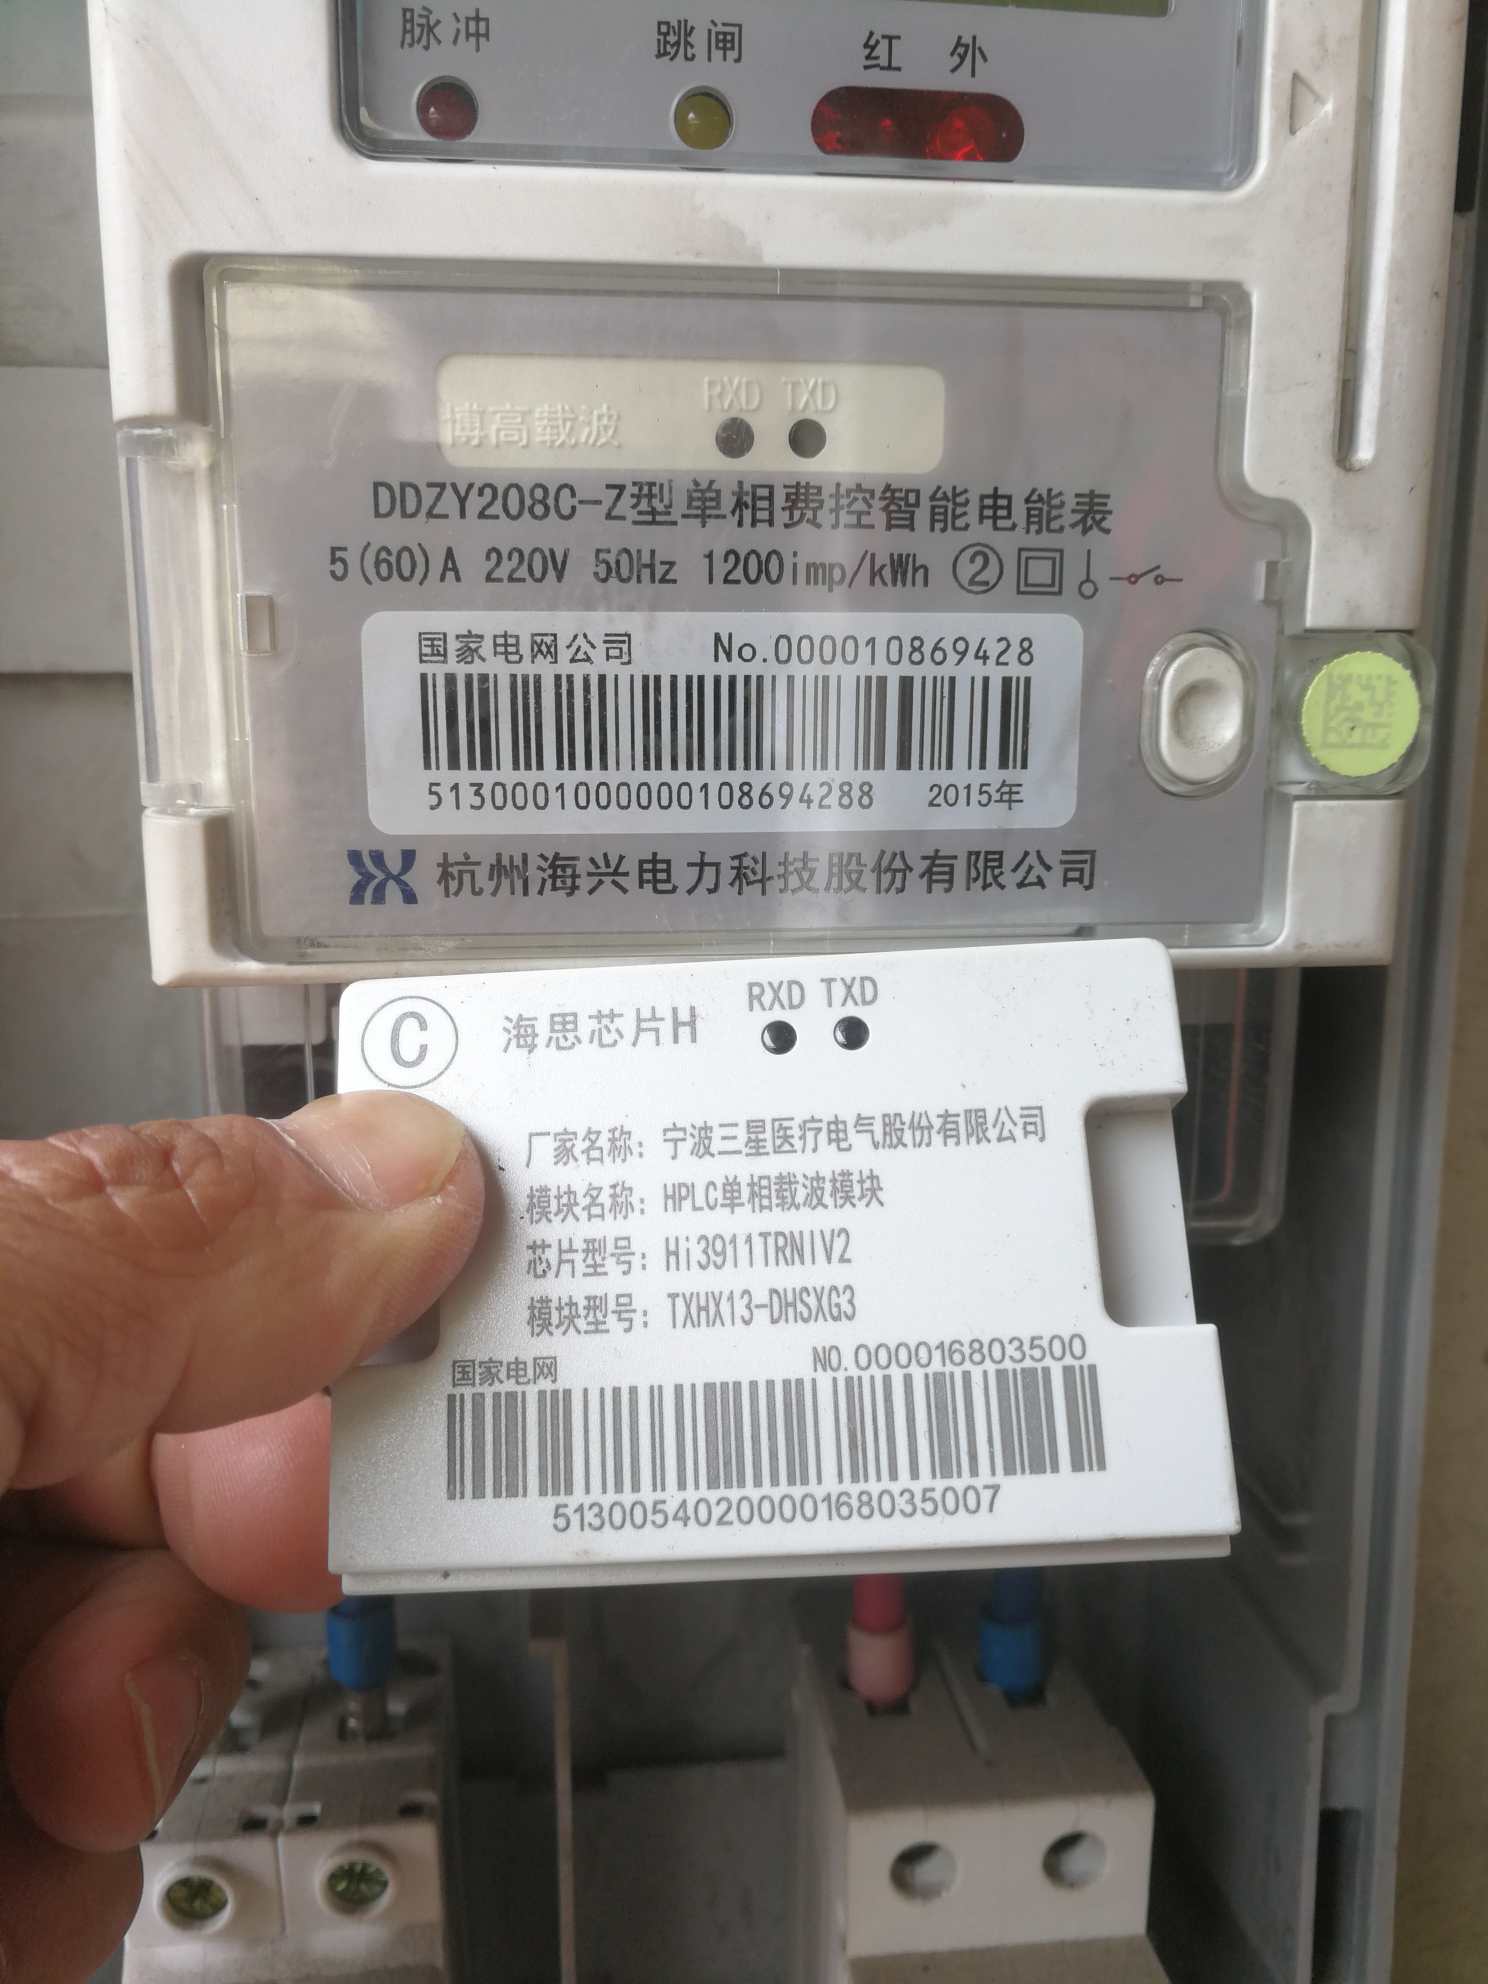 脉冲 跳闸 红 外
RXD TXD
博高载波
DDZY208C-Z型单相费控智能电能表
5(60)A 220V 50Hz 1200imp/kWh ②
国家电网公司 No.000010869428
5130001000000108694288 2015年
杭州海兴电力科技股份有限公司
RXD TXD
C 海思芯片H
厂家名称：宁波三星医疗电气股份有限公司
模块名称：HPLC单相载波模块
芯片型号：Hi3911TRNIV2
模块型号：TXHX13-DHSXG3
国家电网 NO.000016803500
5130054020000168035007